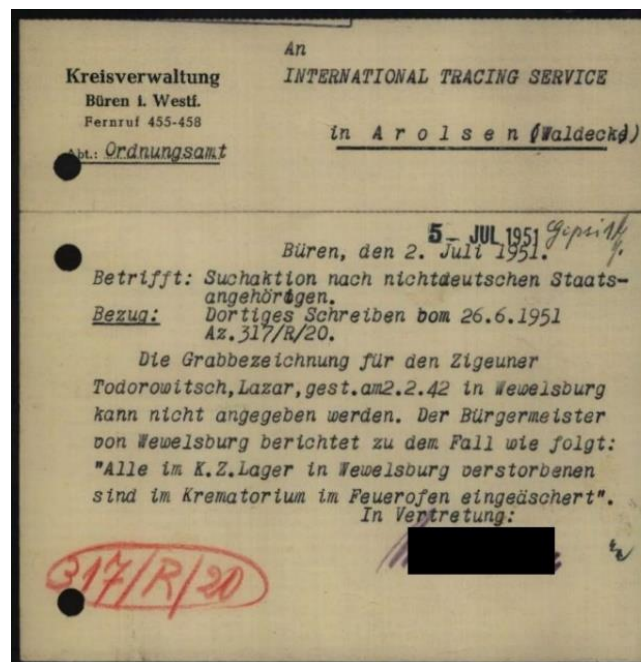 An
Kreisverwaltung
Büren i. Westf.
Fernruf 455-458
Abt.: Ordnungsamt
INTERNATIONAL TRACING SERVICE
in A r o l s e n (Waldeck)
5- JUL 1951
Büren, den 2. Juli 1951.
Betrifft: Suchaktion nach nichtdeutschen Staats-
angehörigen.
Bezug: Dortiges Schreiben bom 26.6.1951
Az.317/R/20.
Die Grabbezeichnung für den Zigeuner
Todorowitsch,Lazar,gest.am2.2.42 in Wewelsburg
kann nicht angegeben werden. Der Bürgermeister
von Wewelsburg berichtet zu dem Fall wie folgt:
"Alle im K.Z.Lager in Wewelsburg verstorbenen
sind im Krematorium im Feuerofen eingeäschert".
In Vertretung:
317/R/20